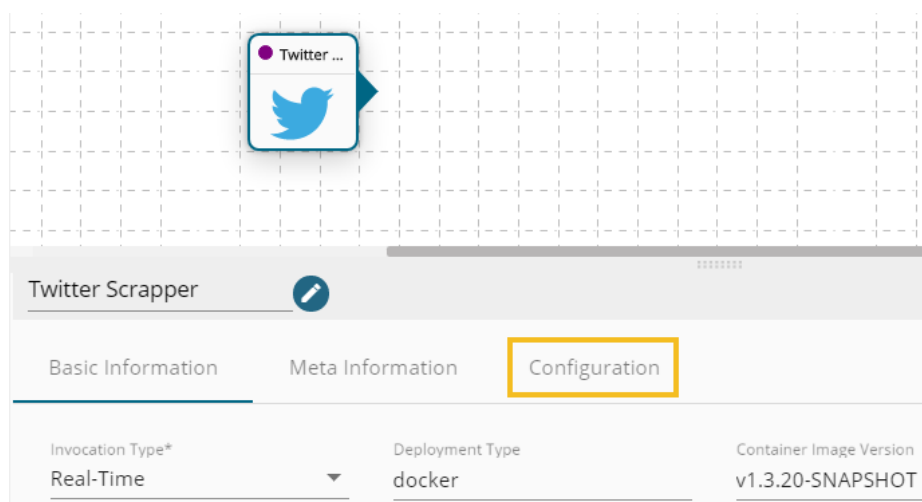 Twitter ...
Twitter Scrapper
Basic Information Meta Information Configuration
Invocation Type* Deployment Type Container Image Version
Real-Time docker v1.3.20-SNAPSHOT